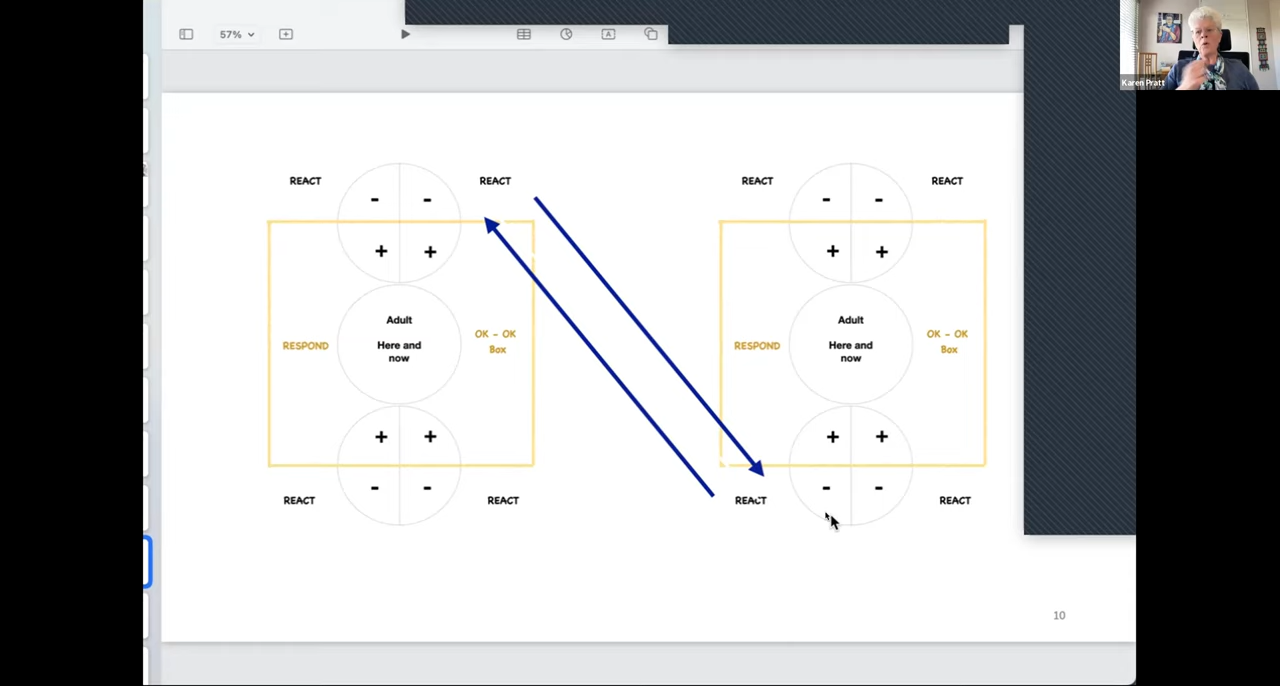 57%
Karen Pratt
REACT
REACT
REACT
REACT
- -
- -
+ +
+ +
Adult
Adult
RESPOND
Here and
now
OK - OK
Box
RESPOND
Here and
now
OK - OK
Box
+ +
+ +
- -
- -
REACT
REACT
REACT
REACT
10